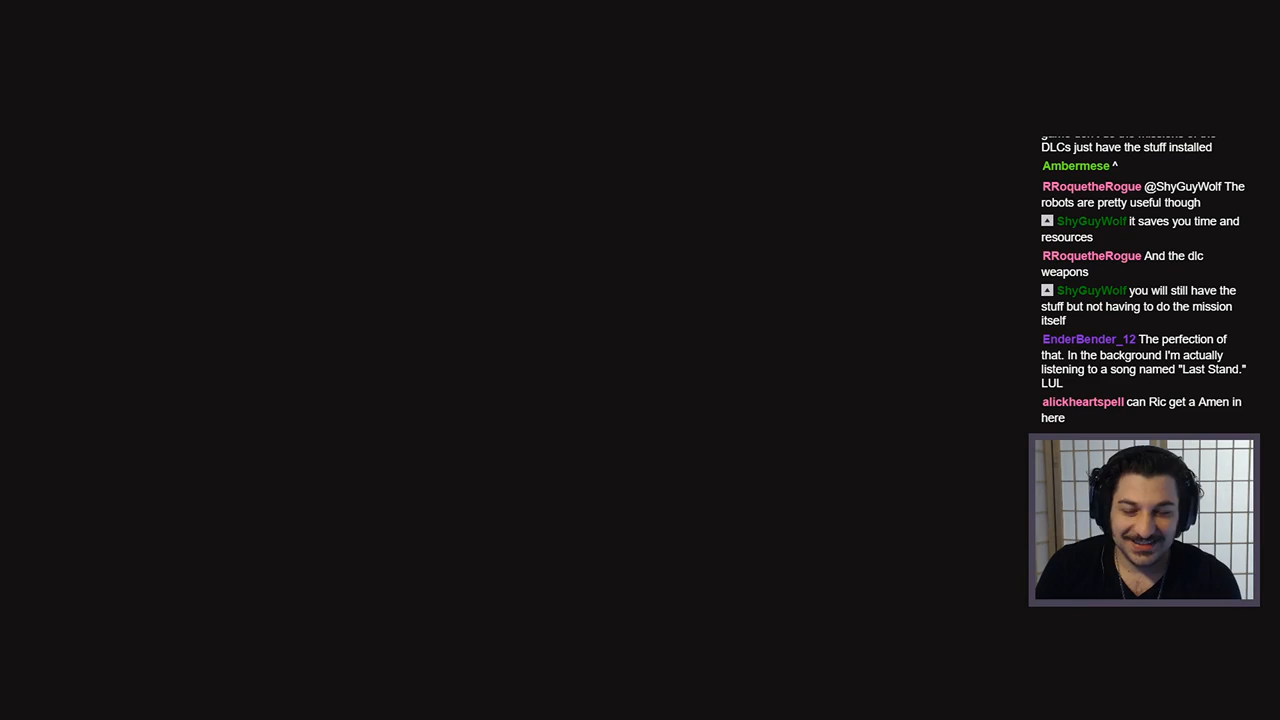 DLCs just have the stuff installed
Ambermese ^
RRoquetheRogue @ShyGuyWolf The
robots are pretty useful though
ShyGuyWolf it saves you time and
resources
RRoquetheRogue And the dlc
weapons
ShyGuyWolf you will still have the
stuff but not having to do the mission
itself
EnderBender_12 The perfection of
that. In the background I'm actually
listening to a song named "Last Stand."
LUL
alickheartspell can Ric get a Amen in
here